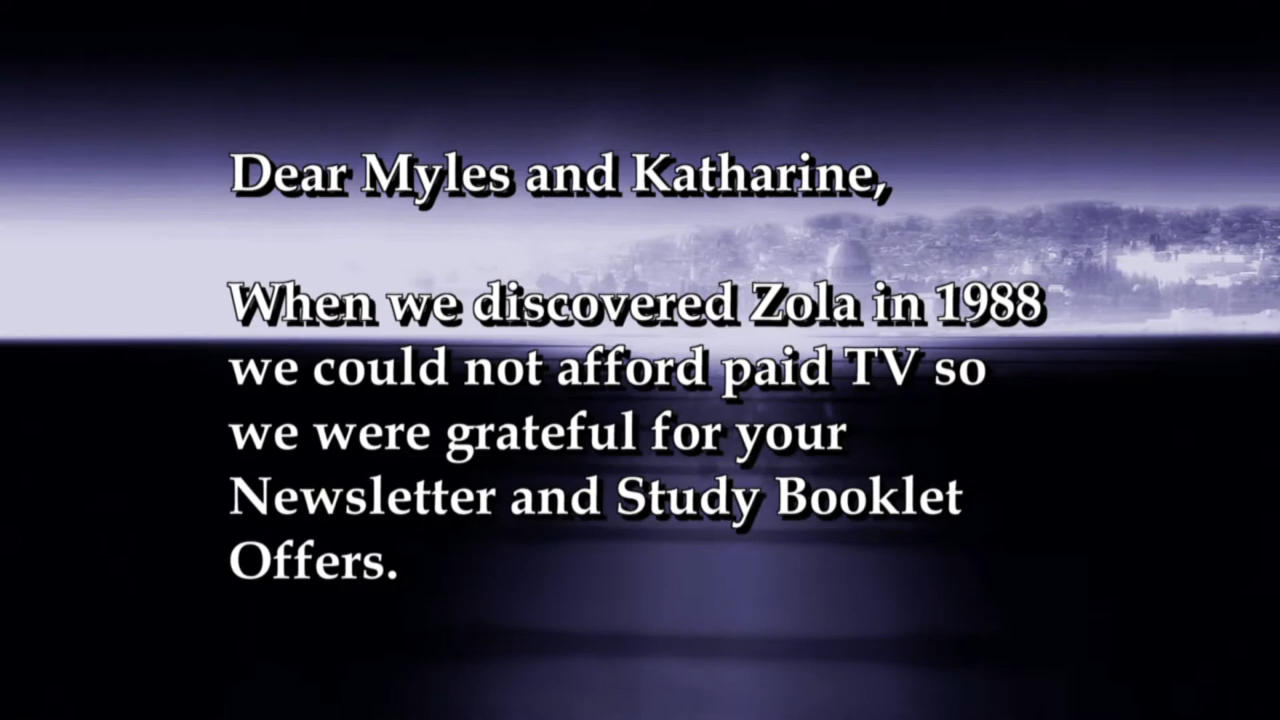 Dear Myles and Katharine,
When we discovered Zola in 1988
we could not afford paid TV so
we were grateful for your
Newsletter and Study Booklet
Offers.